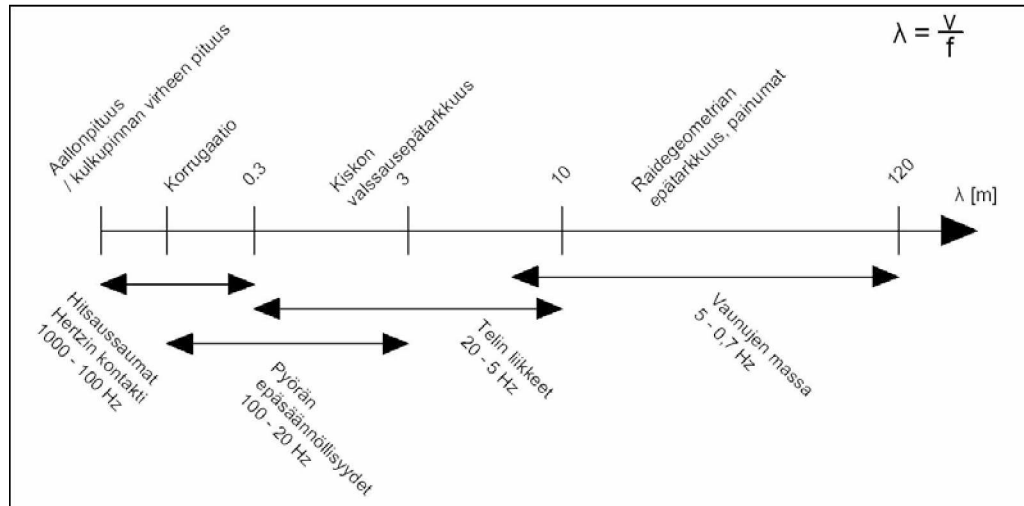 λ = v/f
Aallonpituus
/ kulkupinnan virheen pituus
Korrugaatio
0.3
Kiskon
valssausepätarkkuus
3
10
Raidegeometrian
epätarkkuus, painumat
120
λ [m]
Hitsaussaumat
Hertzin kontakti
1000 - 100 Hz
Pyörän
epäsäännöllisyydet
100 - 20 Hz
Telin liikkeet
20 - 5 Hz
Vaunujen massa
5 - 0,7 Hz